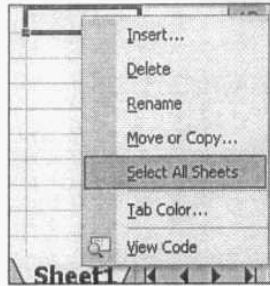 Insert...
Delete
Rename
Move or Copy...
Select All Sheets
Tab Color...
View Code
Sheet1